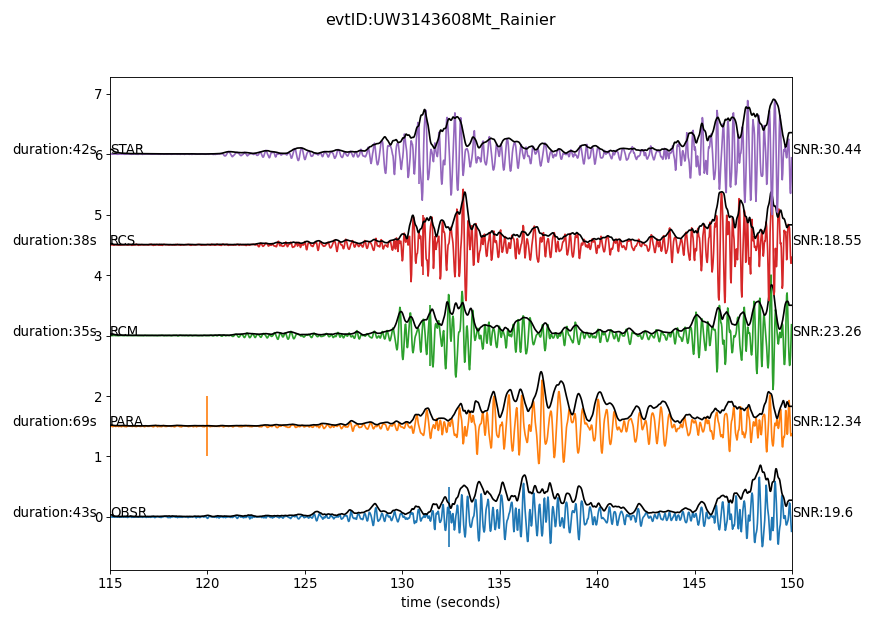 evtID:UW3143608Mt_Rainier
7
duration:42s STAR SNR:30.44
6
5
duration:38s RCS SNR:18.55
4
duration:35s RCM SNR:23.26
3
2
duration:69s PARA SNR:12.34
1
duration:43s OBSR SNR:19.6
0
115 120 125 130 135 140 145 150
time (seconds)